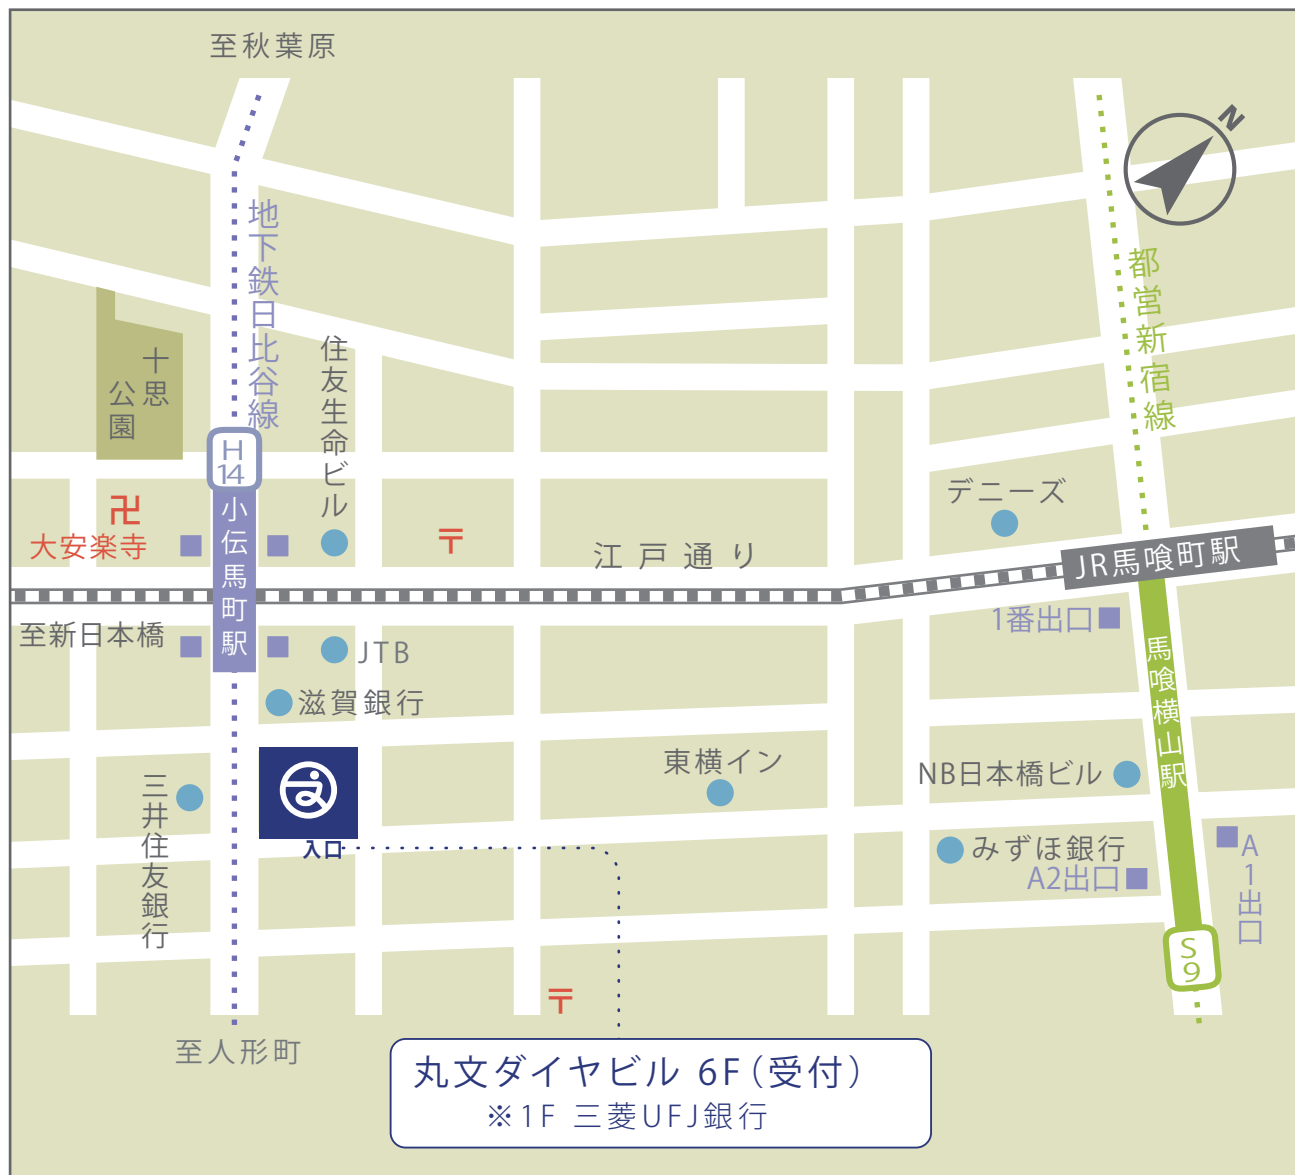 至秋葉原
N
地下鉄日比谷線
都営新宿線
住友生命ビル
十思
公園
H
14
小伝馬町駅
卍
大安楽寺
〒
江戸通り
デニーズ
JR馬喰町駅
至新日本橋
1番出口
JTB
滋賀銀行
馬喰横山駅
東横イン
NB日本橋ビル
三井住友銀行
入口
みずほ銀行
A2出口
A1出口
S
9
〒
至人形町
丸文ダイヤビル 6F（受付）
※1F 三菱UFJ銀行